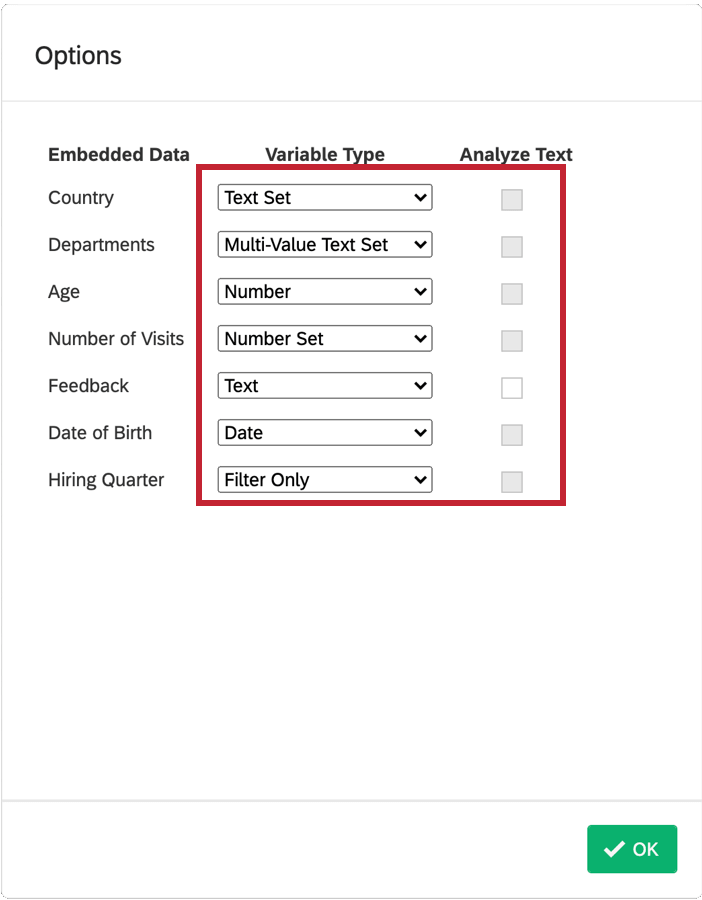 Options
Embedded Data Variable Type Analyze Text
Country Text Set
Departments Multi-Value Text Set
Age Number
Number of Visits Number Set
Feedback Text
Date of Birth Date
Hiring Quarter Filter Only
OK